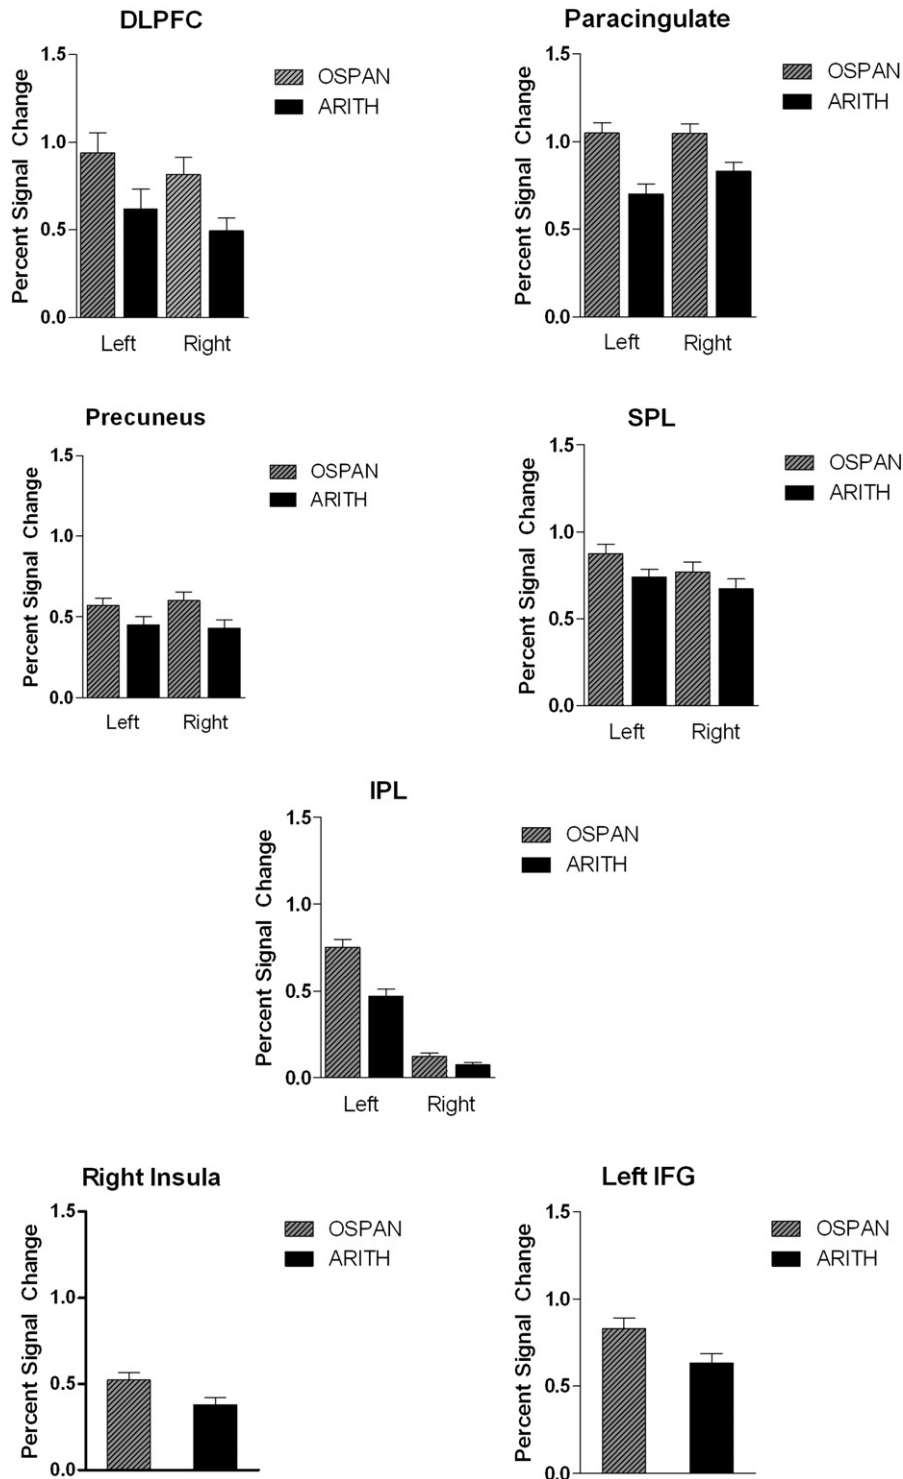 DLPFC
Percent Signal Change
1.5
1.0
0.5
0.0
Left Right
OSPAN
ARITH
Paracingulate
Percent Signal Change
1.5
1.0
0.5
0.0
Left Right
OSPAN
ARITH
Precuneus
Percent Signal Change
1.5
1.0
0.5
0.0
Left Right
OSPAN
ARITH
SPL
Percent Signal Change
1.5
1.0
0.5
0.0
Left Right
OSPAN
ARITH
IPL
Percent Signal Change
1.5
1.0
0.5
0.0
Left Right
OSPAN
ARITH
Right Insula
Percent Signal Change
1.5
1.0
0.5
0.0
OSPAN
ARITH
Left IFG
Percent Signal Change
1.5
1.0
0.5
0.0
OSPAN
ARITH